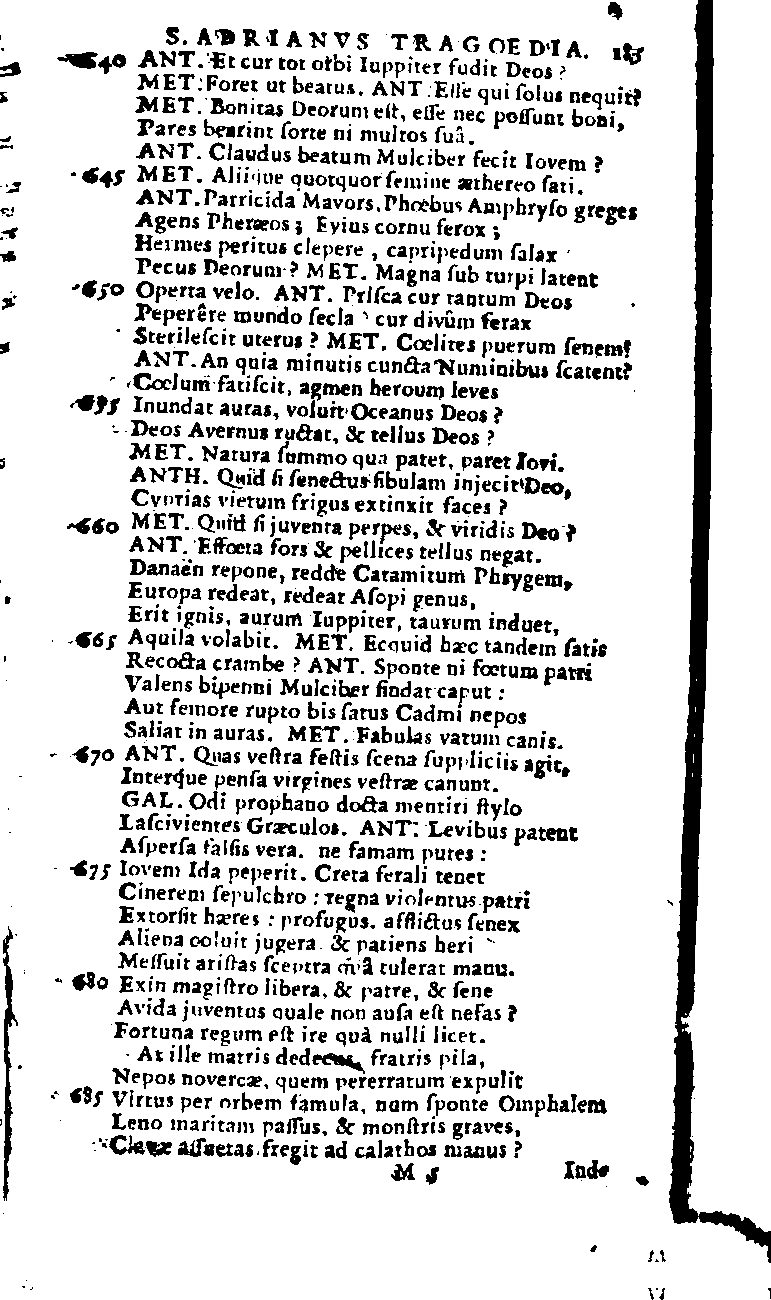 S. ADRIANVS TRAGOEDIA. 185
640 ANT. Et cur tot orbi Iuppiter fudit Deos ?
MET. Foret ut beatus. ANT. Esse qui solus nequit?
MET. Bonitas Deorum est, esse nec possunt boni,
Pares bearint sorte ni multos suâ.
ANT. Claudus beatum Mulciber fecit Iovem ?
645 MET. Aliique quotquot semine æthereo sati.
ANT. Parricida Mavors, Phœbus Amphryso greges
Agens Pheræos ; Evius cornu ferox ;
Hermes peritus clepere , capripedum salax
Pecus Deorum ? MET. Magna sub turpi latent
650 Operta velo. ANT. Prisca cur tantum Deos
Peperêre mundo secla ? cur divûm ferax
Sterilescit uterus ? MET. Cœlites puerum senem?
ANT. An quia minutis cuncta Numinibus scatent?
Cœlum fatiscit, agmen heroum leves
655 Inundat auras, voluit Oceanus Deos ?
Deos Avernus ructat, & tellus Deos ?
MET. Natura summo qua patet, paret Iovi.
ANTH. Quid si senectus fibulam injecit Deo,
Cyprias vietum frigus extinxit faces ?
660 MET. Quid si juventa perpes, & viridis Deo ?
ANT. Effœta fors & pellices tellus negat.
Danaën repone, redde Catamitum Phrygem,
Europa redeat, redeat Asopi genus,
Erit ignis, aurum Iuppiter, taurum induet,
665 Aquila volabit. MET. Ecquid hæc tandem satis
Recocta crambe ? ANT. Sponte ni fœtum patri
Valens bipenni Mulciber findat caput :
Aut femore rupto bis satus Cadmi nepos
Saliat in auras. MET. Fabulas vatum canis.
670 ANT. Quas vestra festis scena suppliciis agit,
Interque pensa virgines vestræ canunt.
GAL. Odi prophano docta mentiri stylo
Lascivientes Græculos. ANT. Levibus patent
Aspersa falsis vera. ne famam putes :
675 Iovem Ida peperit. Creta ferali tenet
Cinerem sepulchro : regna violentus patri
Extorsit hæres : profugus, afflictus senex
Aliena coluit jugera & patiens heri
Messuit aristas sceptra quâ tulerat manu.
680 Exin magistro libera, & patre, & sene
Avida juventus quale non ausa est nefas ?
Fortuna regum est ire quà nulli licet.
At ille matris dedecus, fratris pila,
Nepos novercæ, quem pererratum expulit
685 Virtus per orbem famula, num sponte Omphalem
Leno maritam passus, & monstris graves,
Clavæ assuetas fregit ad calathos manus ?
M 5 Inde